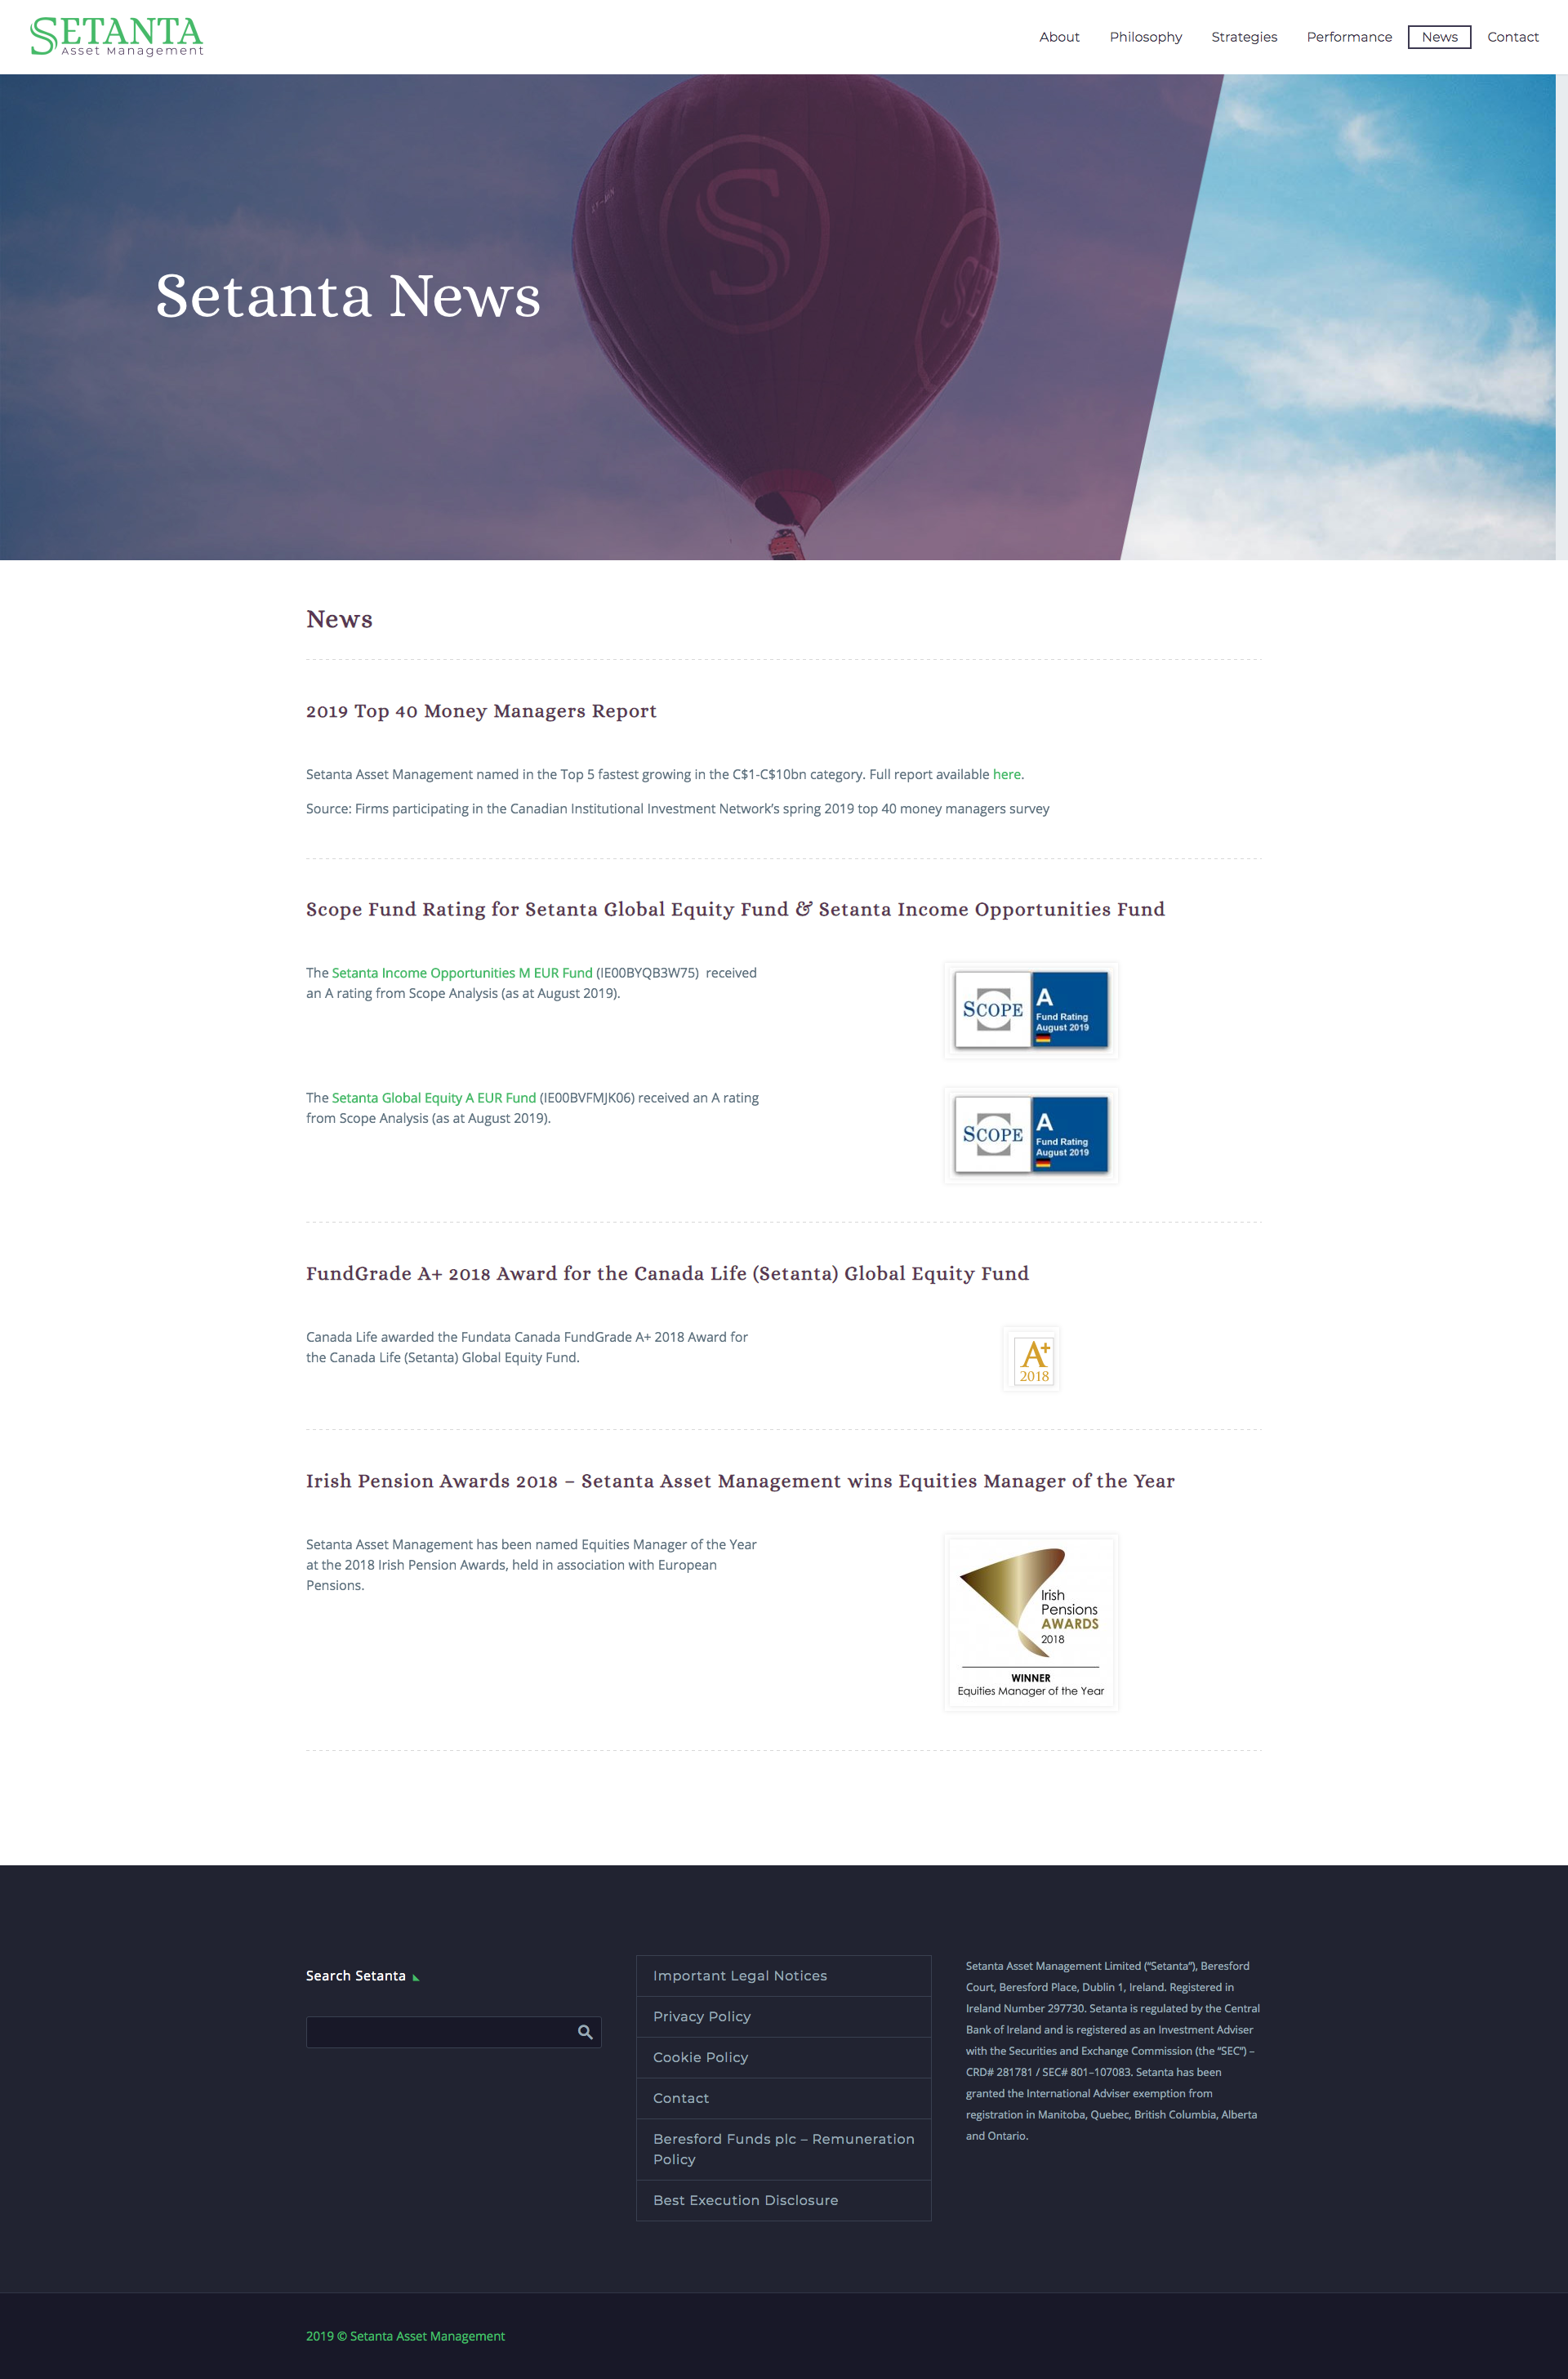 SETANTA
Asset Management
About Philosophy Strategies Performance News Contact
S
Setanta News
News
2019 Top 40 Money Managers Report
Setanta Asset Management named in the Top 5 fastest growing in the C$1-C$10bn category. Full report available here.
Source: Firms participating in the Canadian Institutional Investment Network’s spring 2019 top 40 money managers survey
Scope Fund Rating for Setanta Global Equity Fund & Setanta Income Opportunities Fund
The Setanta Income Opportunities M EUR Fund (IE00BYQB3W75) received
an A rating from Scope Analysis (as at August 2019).
SCOPE
A
Fund Rating
August 2019
The Setanta Global Equity A EUR Fund (IE00BVFMJK06) received an A rating
from Scope Analysis (as at August 2019).
SCOPE
A
Fund Rating
August 2019
FundGrade A+ 2018 Award for the Canada Life (Setanta) Global Equity Fund
Canada Life awarded the Fundata Canada FundGrade A+ 2018 Award for
the Canada Life (Setanta) Global Equity Fund.
A+
2018
Irish Pension Awards 2018 – Setanta Asset Management wins Equities Manager of the Year
Setanta Asset Management has been named Equities Manager of the Year
at the 2018 Irish Pension Awards, held in association with European
Pensions.
Irish
Pensions
AWARDS
2018
WINNER
Equities Manager of the Year
Search Setanta
Important Legal Notices
Privacy Policy
Cookie Policy
Contact
Beresford Funds plc – Remuneration
Policy
Best Execution Disclosure
Setanta Asset Management Limited (“Setanta”), Beresford
Court, Beresford Place, Dublin 1, Ireland. Registered in
Ireland Number 297730. Setanta is regulated by the Central
Bank of Ireland and is registered as an Investment Adviser
with the Securities and Exchange Commission (the “SEC”) –
CRD# 281781 / SEC# 801–107083. Setanta has been
granted the International Adviser exemption from
registration in Manitoba, Quebec, British Columbia, Alberta
and Ontario.
2019 © Setanta Asset Management